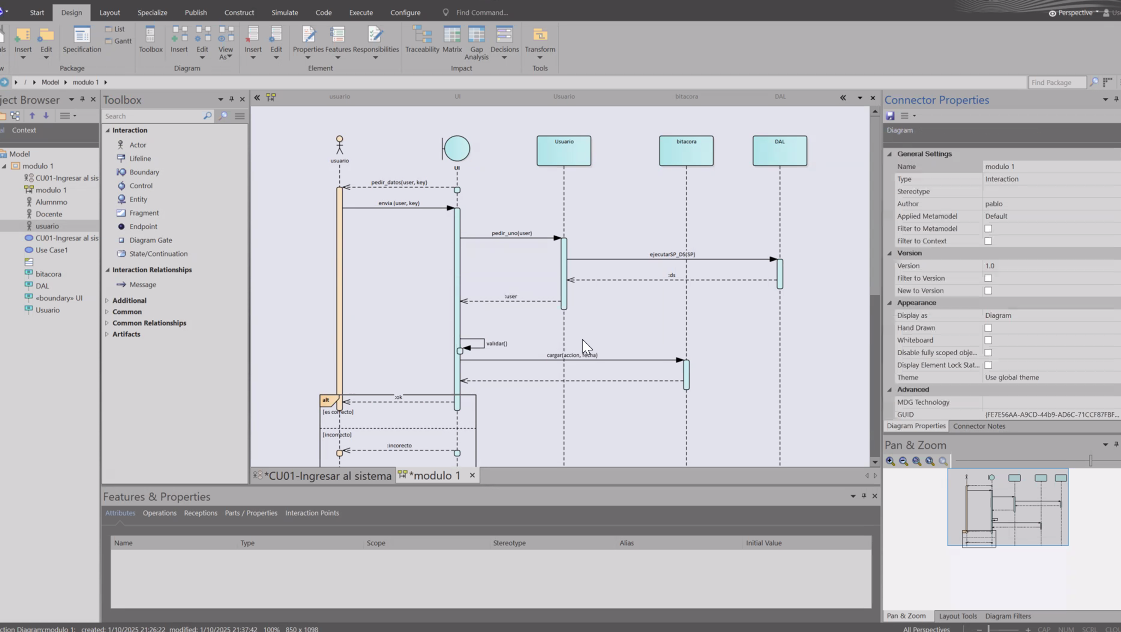 Start Design Layout Specialize Publish Construct Simulate Code Execute Configure Find Command... Perspective
Insert Edit Specification List Gantt Toolbox Insert Edit View As Insert Edit Properties Features Responsibilities Traceability Matrix Gap Analysis Decisions Transform
Package Diagram Element Impact Tools
/ Model modulo 1 Find Package
ject Browser
Context
Model
modulo 1
CU01-Ingresar al sis
modulo 1
Alumnmo
Docente
usuario
CU01-Ingresar al sis
Use Case1
bitacora
DAL
«boundary» UI
Usuario
Toolbox
Search
Interaction
Actor
Lifeline
Boundary
Control
Entity
Fragment
Endpoint
Diagram Gate
State/Continuation
Interaction Relationships
Message
Additional
Common
Common Relationships
Artifacts
usuario UI Usuario bitacora DAL
Usuario bitacora DAL
usuario UI
pedir_datos(user, key)
envia (user, key)
pedir_uno(user)
ejecutarSP_DS(SP)
:ds
:user
validar()
cargar(accion, fecha)
alt
:ok
[es correcto]
[incorrecto]
:incorecto
*CU01-Ingresar al sistema *modulo 1
Connector Properties
Diagram
General Settings
Name modulo 1
Type Interaction
Stereotype
Author pablo
Applied Metamodel Default
Filter to Metamodel
Filter to Context
Version
Version 1.0
Filter to Version
New to Version
Appearance
Display as Diagram
Hand Drawn
Whiteboard
Disable fully scoped obje...
Display Element Lock Stat...
Theme Use global theme
Advanced
MDG Technology
GUID {FE7E56AA-A9CD-44b9-AD6C-71CCF87FBF...
Diagram Properties Connector Notes
Pan & Zoom
Pan & Zoom Layout Tools Diagram Filters
Features & Properties
Attributes Operations Receptions Parts / Properties Interaction Points
Name Type Scope Stereotype Alias Initial Value
ction Diagram:modulo 1: created: 1/10/2025 21:26:22 modified: 1/10/2025 21:37:42 100% 850 x 1098 All Perspectives CAP NUM SCRL CLOU